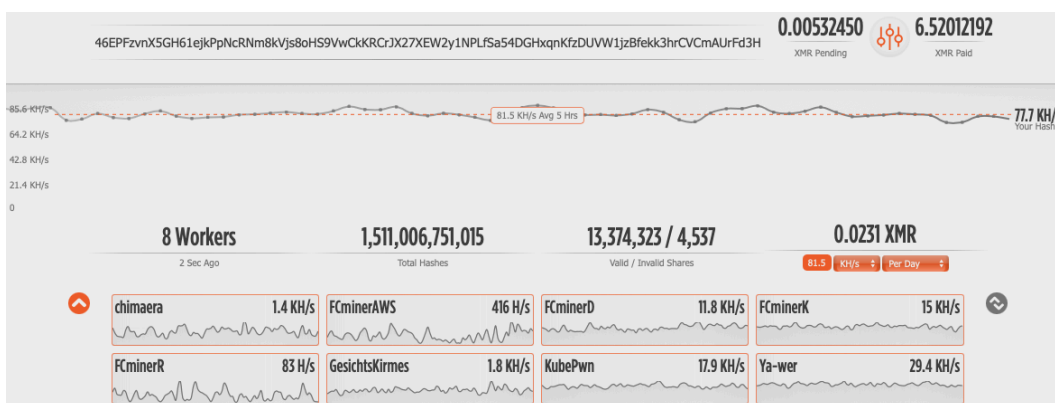 46EPFzvnX5GH61ejkPpNcRNm8kVjs8oHS9VwCkKRCrJX27XEW2y1NPLfSa54DGHxqnKfzDUVW1jzBfekk3hrCVCmAUrFd3H
0.00532450
XMR Pending
6.52012192
XMR Paid
85.6 KH/s
81.5 KH/s Avg 5 Hrs
77.7 KH/
Your Hash
64.2 KH/s
42.8 KH/s
21.4 KH/s
0
8 Workers
2 Sec Ago
1,511,006,751,015
Total Hashes
13,374,323 / 4,537
Valid / Invalid Shares
0.0231 XMR
81.5 KH/s Per Day
chimaera 1.4 KH/s
FCminerAWS 416 H/s
FCminerD 11.8 KH/s
FCminerK 15 KH/s
FCminerR 83 H/s
GesichtsKirmes 1.8 KH/s
KubePwn 17.9 KH/s
Ya-wer 29.4 KH/s